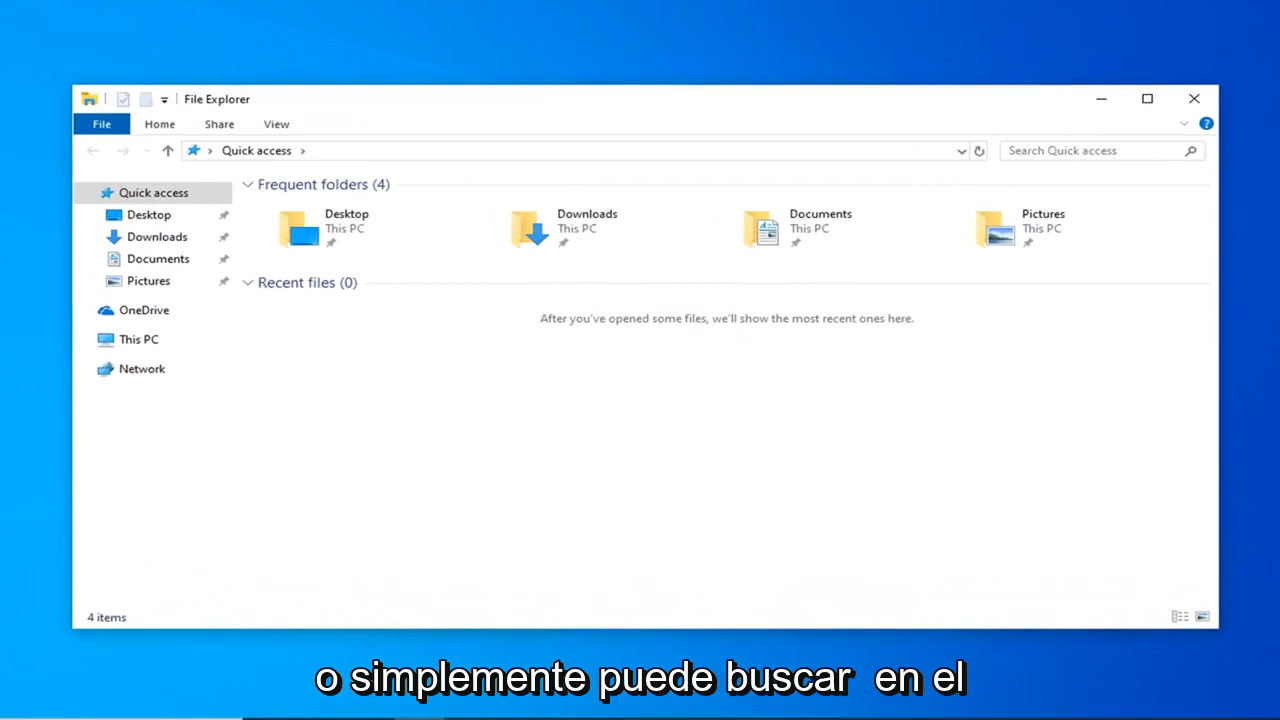 File Explorer
File Home Share View
Quick access
Search Quick access
Quick access
Desktop
Downloads
Documents
Pictures
OneDrive
This PC
Network
Frequent folders (4)
Desktop
This PC
Downloads
This PC
Documents
This PC
Pictures
This PC
Recent files (0)
After you've opened some files, we'll show the most recent ones here.
4 items
o simplemente puede buscar en el